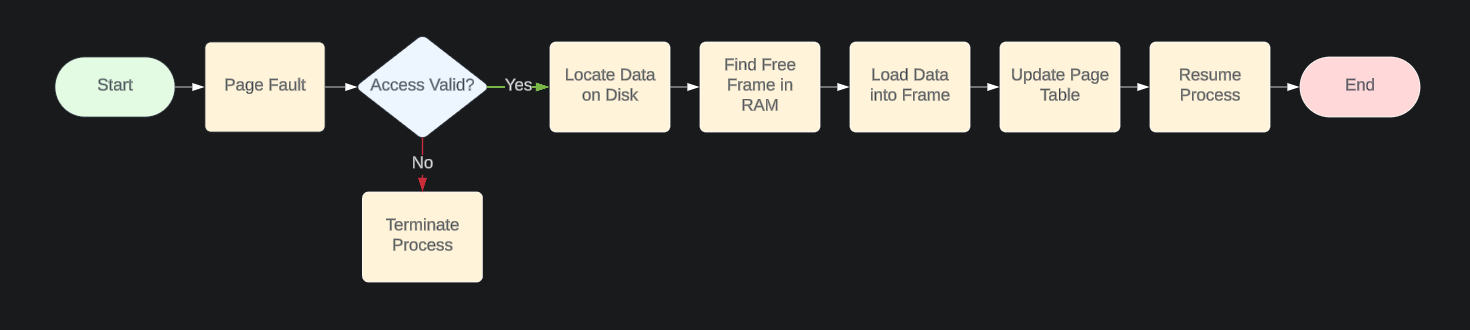 Start
Page Fault
Access Valid?
Yes
Locate Data
on Disk
Find Free
Frame in
RAM
Load Data
into Frame
Update Page
Table
Resume
Process
End
No
Terminate
Process